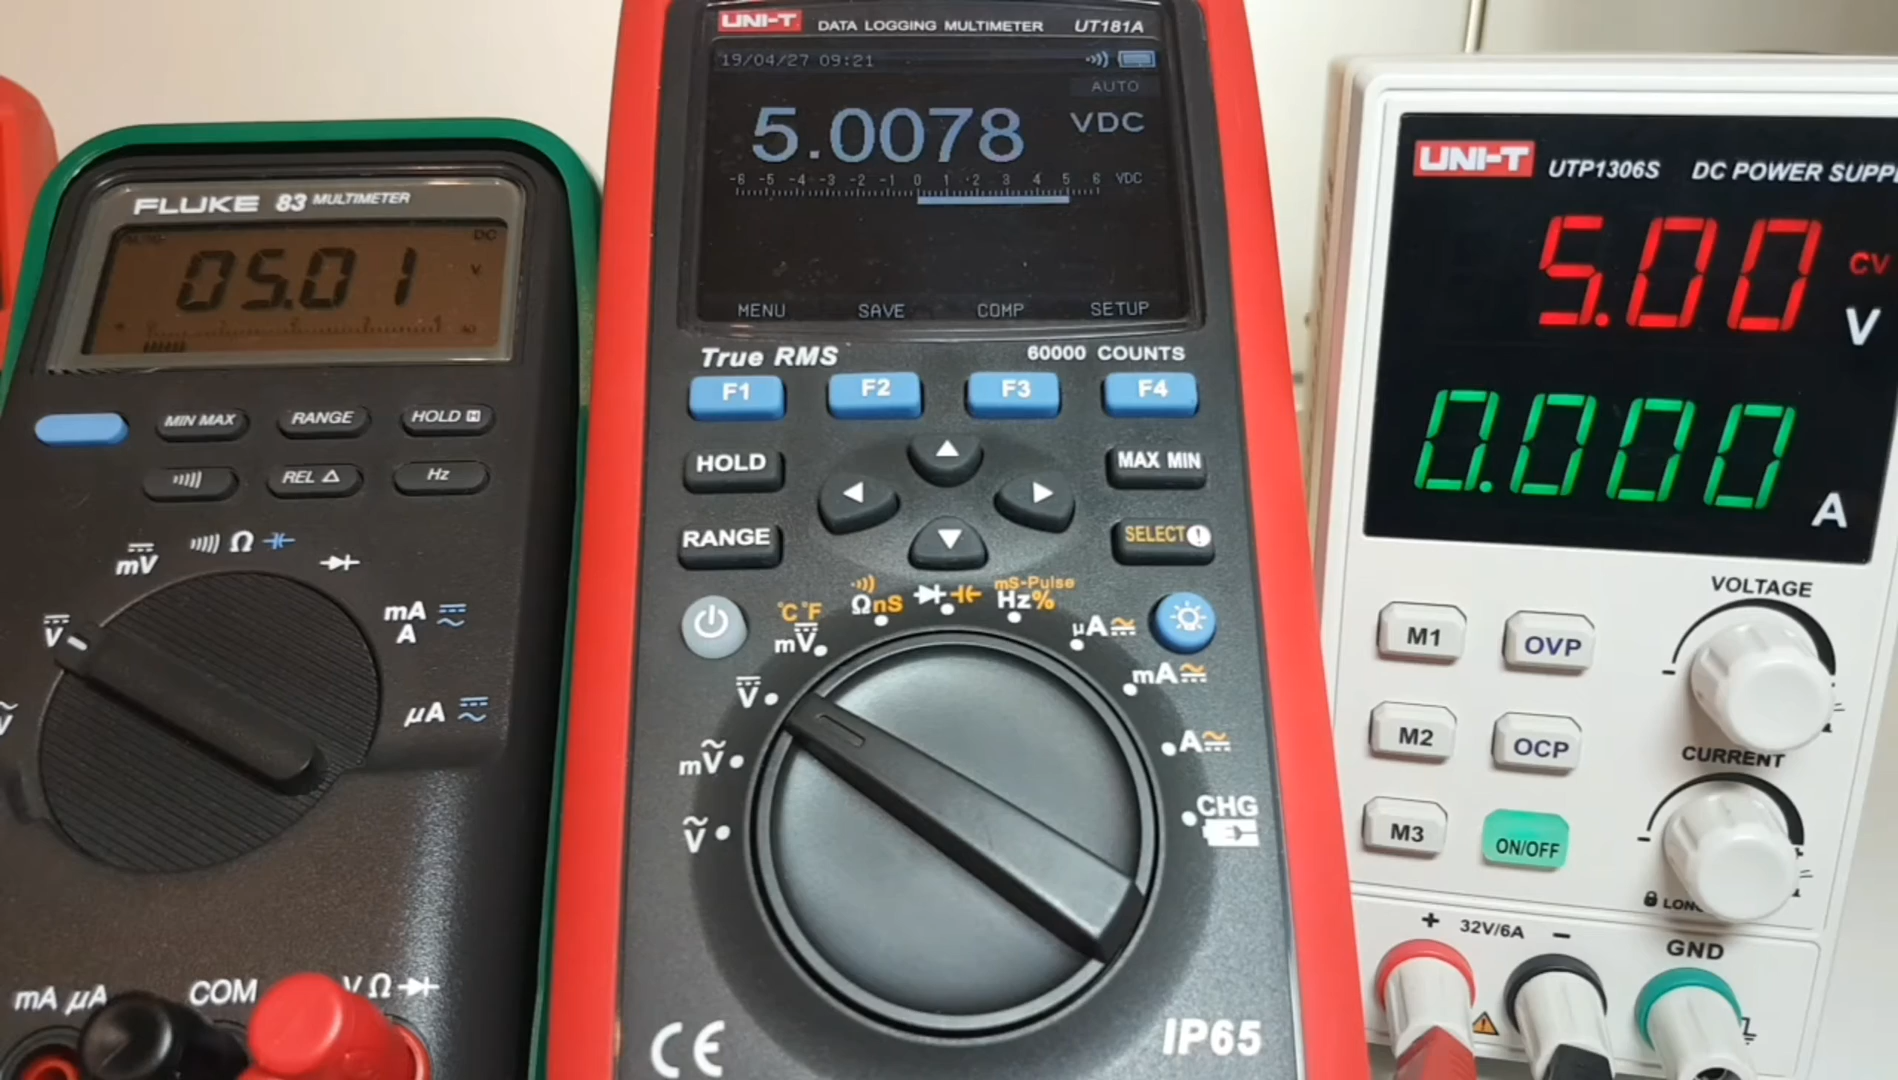 FLUKE 83 MULTIMETER
DC
05.01 V
MIN MAX RANGE HOLD H
REL Δ Hz
mV Ω
V mA
A
µA
V
mA µA COM V Ω
UNI-T DATA LOGGING MULTIMETER UT181A
19/04/27 09:21
AUTO
5.0078 VDC
-6 -5 -4 -3 -2 -1 0 1 2 3 4 5 6 VDC
MENU SAVE COMP SETUP
True RMS 60000 COUNTS
F1 F2 F3 F4
HOLD MAX MIN
RANGE SELECT
°C °F mV Ω nS mS-Pulse Hz% µA
V mA
mV A
V CHG
CE IP65
UNI-T UTP1306S DC POWER SUPP
5.00 CV
V
0.000 A
VOLTAGE
M1 OVP
M2 OCP
CURRENT
M3 ON/OFF
LONG
+ 32V/6A - GND